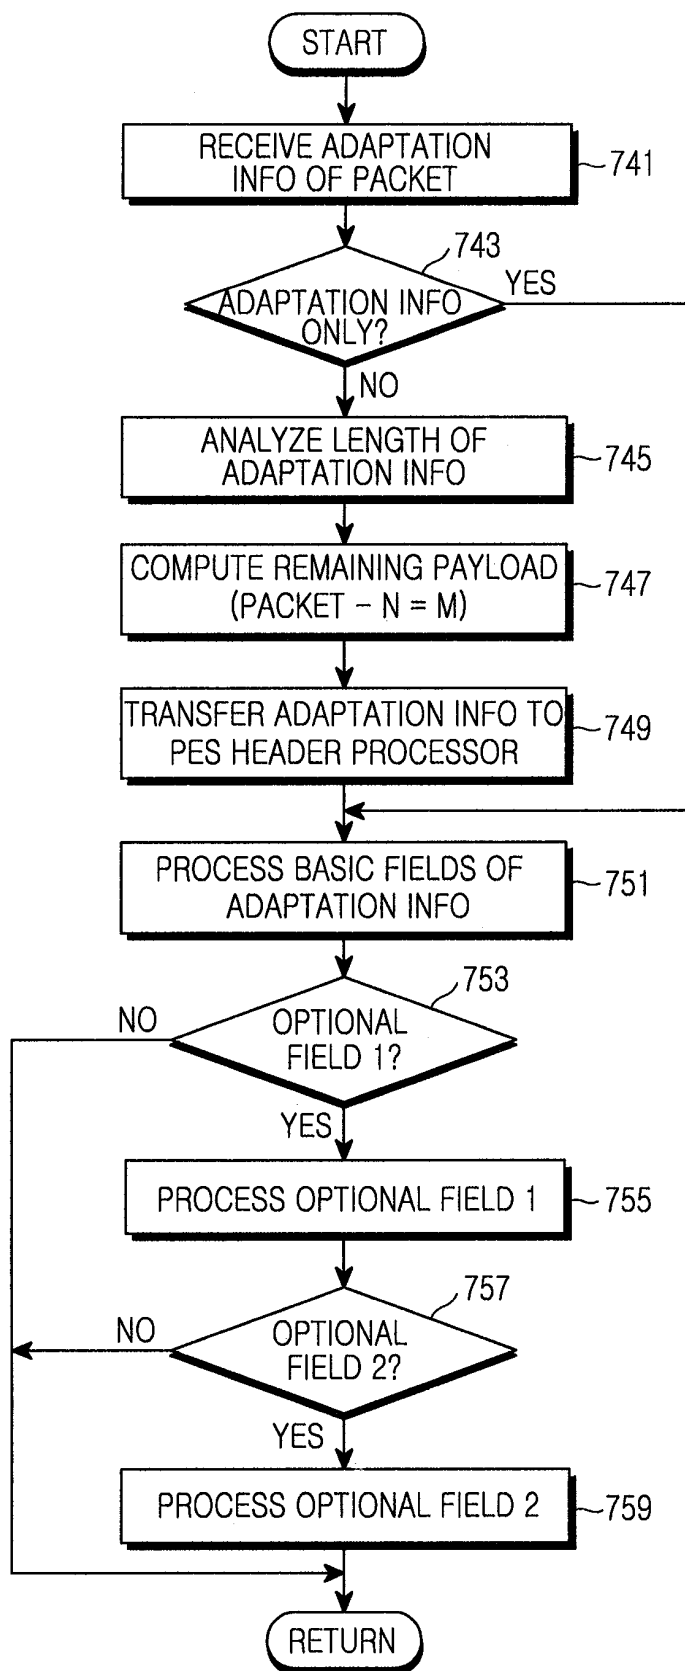 START
RECEIVE ADAPTATION
INFO OF PACKET
741
743
ADAPTATION INFO
ONLY?
YES
NO
ANALYZE LENGTH OF
ADAPTATION INFO
745
COMPUTE REMAINING PAYLOAD
(PACKET - N = M)
747
TRANSFER ADAPTATION INFO TO
PES HEADER PROCESSOR
749
PROCESS BASIC FIELDS OF
ADAPTATION INFO
751
753
NO
OPTIONAL
FIELD 1?
YES
PROCESS OPTIONAL FIELD 1
755
757
NO
OPTIONAL
FIELD 2?
YES
PROCESS OPTIONAL FIELD 2
759
RETURN